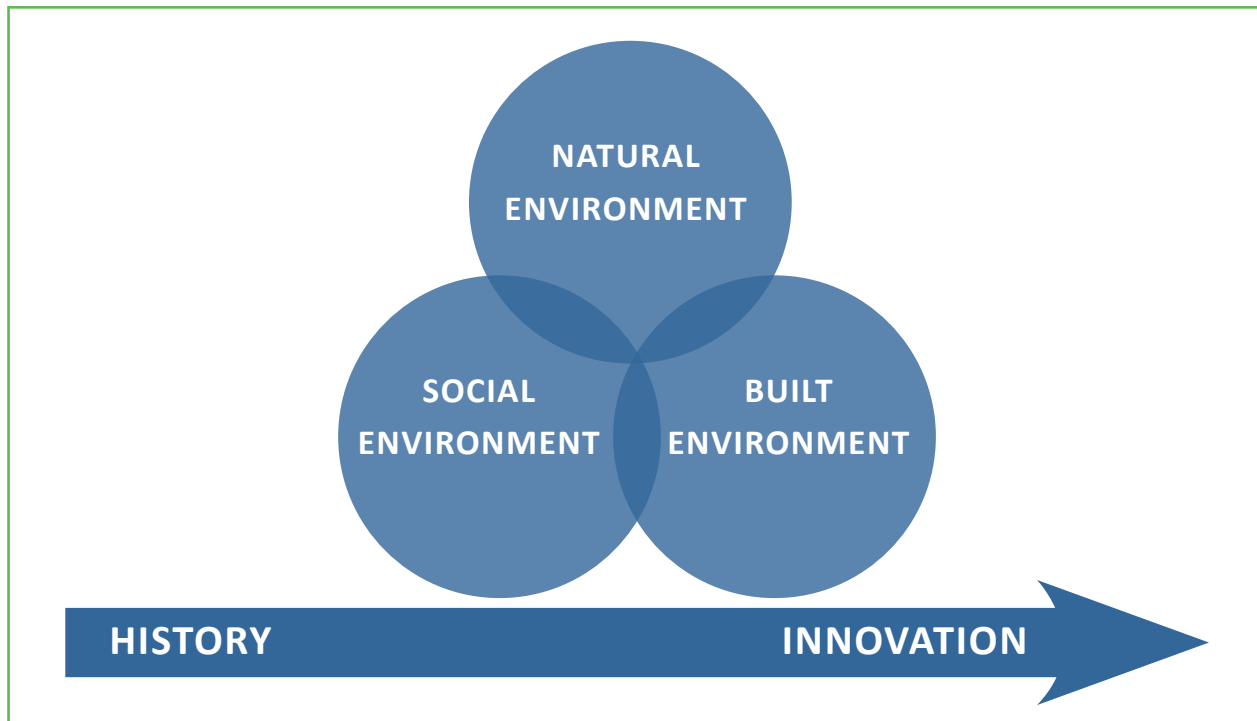 NATURAL
ENVIRONMENT
SOCIAL
ENVIRONMENT
BUILT
ENVIRONMENT
HISTORY
INNOVATION